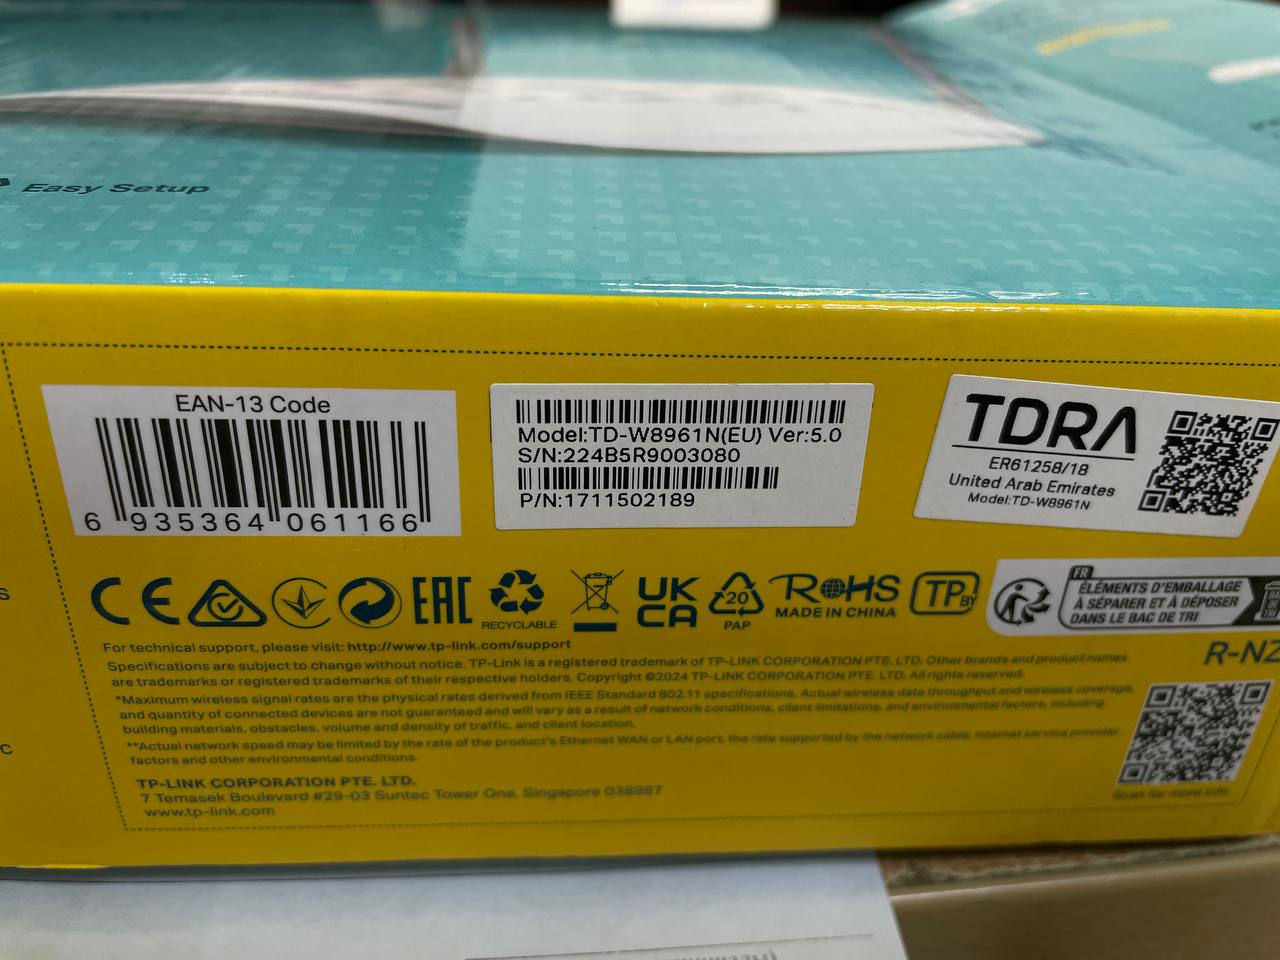 Easy Setup
EAN-13 Code
6 935364 061166
Model:TD-W8961N(EU) Ver:5.0
S/N:224B5R9003080
P/N:1711502189
TDRA
ER61258/18
United Arab Emirates
Model:TD-W8961N
CE
EAC
RECYCLABLE
UK
CA
20
PAP
RoHS
MADE IN CHINA
TP BY
FR
ÉLÉMENTS D'EMBALLAGE
À SÉPARER ET À DÉPOSER
DANS LE BAC DE TRI
R-NZ
For technical support, please visit: http://www.tp-link.com/support
Specifications are subject to change without notice. TP-Link is a registered trademark of TP-LINK CORPORATION PTE. LTD. Other brands and product names
are trademarks or registered trademarks of their respective holders. Copyright ©2024 TP-LINK CORPORATION PTE. LTD. All rights reserved.
*Maximum wireless signal rates are the physical rates derived from IEEE Standard 802.11 specifications. Actual wireless data throughput and wireless coverage,
and quantity of connected devices are not guaranteed and will vary as a result of network conditions, client limitations, and environmental factors, including
building materials, obstacles, volume and density of traffic, and client location.
**Actual network speed may be limited by the rate of the product's Ethernet WAN or LAN port, the rate supported by the network cable, Internet service provider
factors and other environmental conditions.
TP-LINK CORPORATION PTE. LTD.
7 Temasek Boulevard #29-03 Suntec Tower One, Singapore 038987
www.tp-link.com
Scan for more info